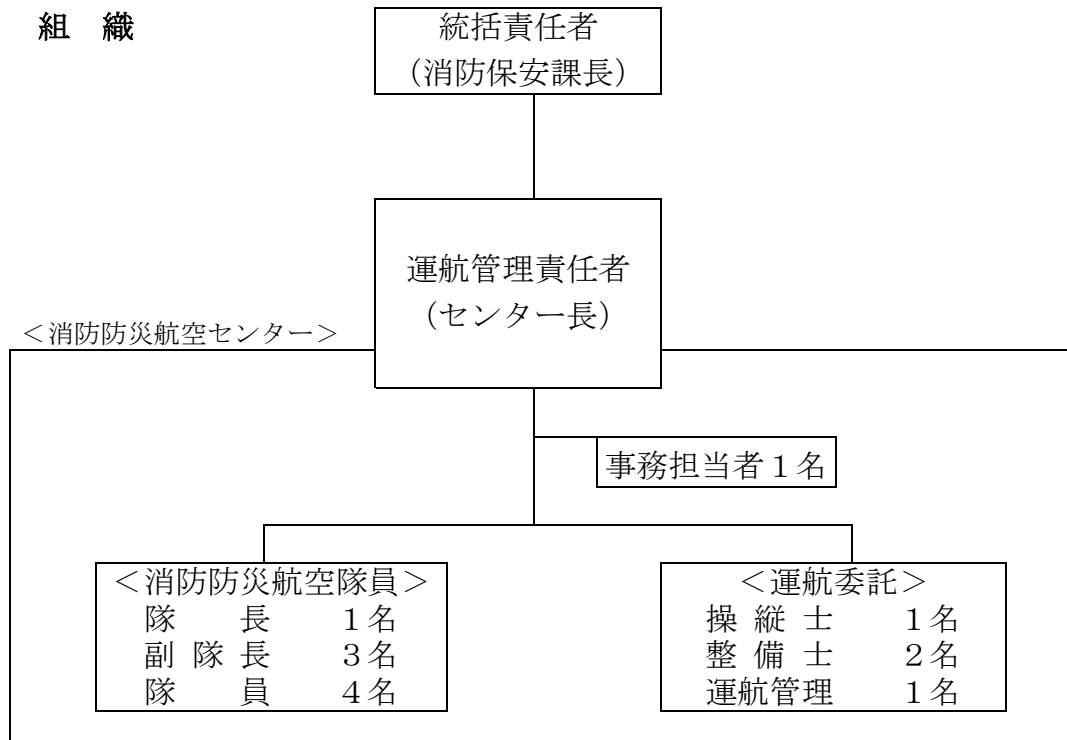 組 織
統括責任者
(消防保安課長)
運航管理責任者
(センター長)
<消防防災航空センター>
事務担当者１名
<消防防災航空隊員>
隊 長 １名
副 隊 長 ３名
隊 員 ４名
<運航委託>
操 縦 士 １名
整 備 士 ２名
運航管理 １名